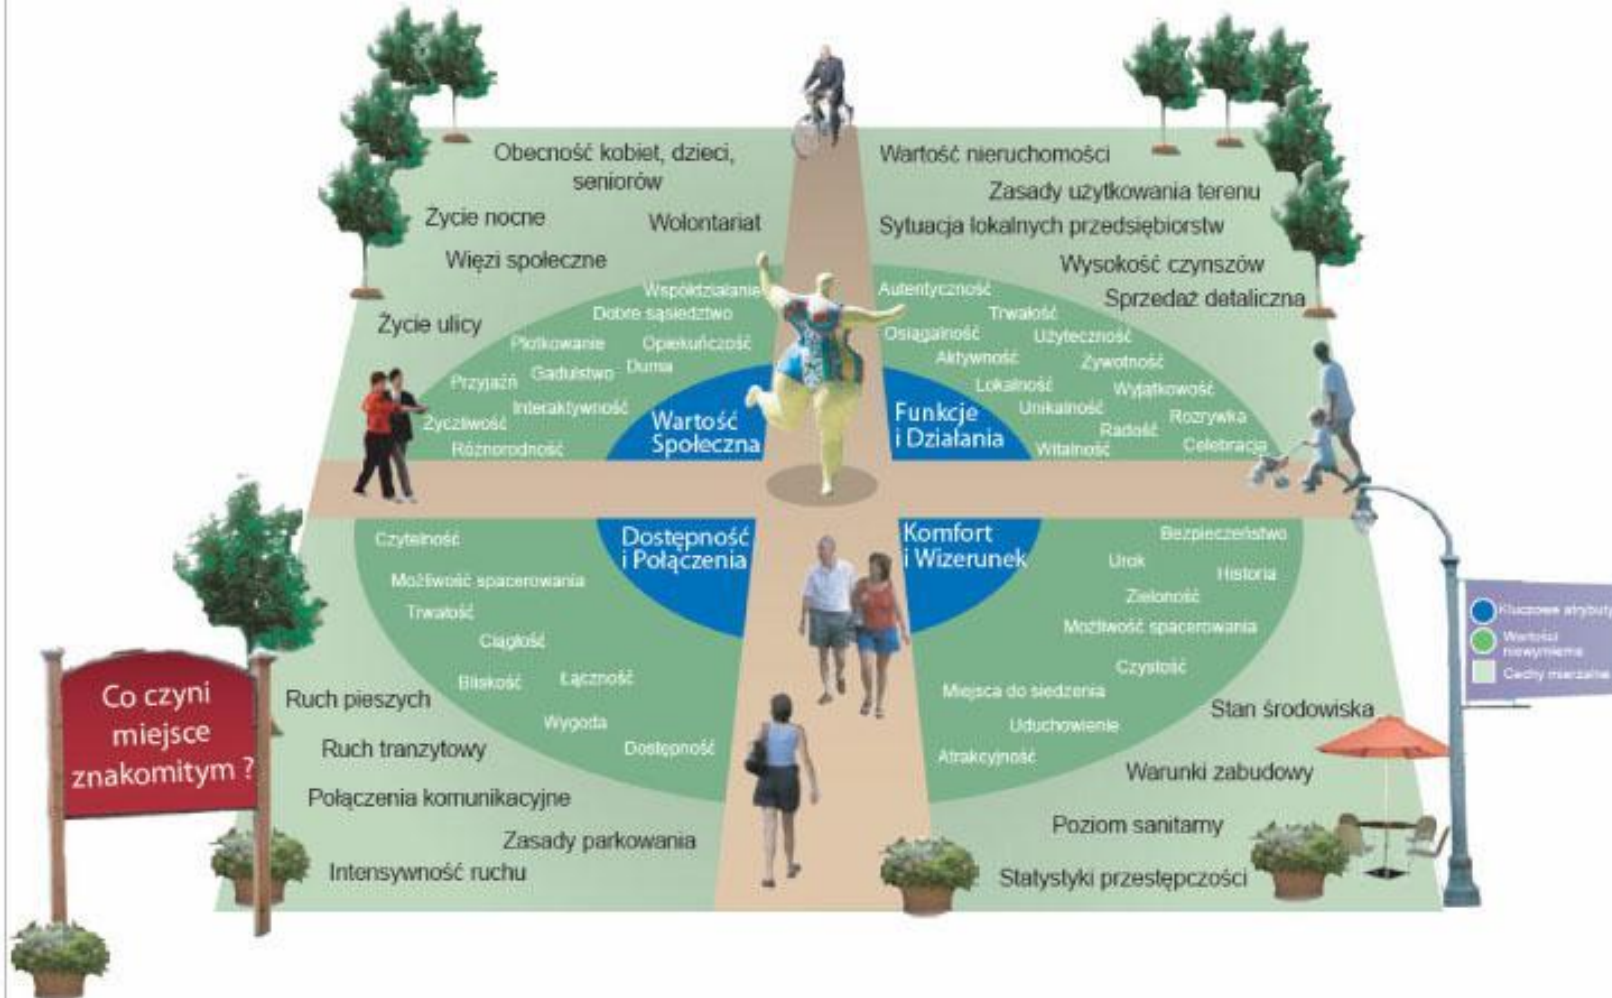 Obecność kobiet, dzieci,
seniorów
Życie nocne
Wolontariat
Więzi społeczne
Życie ulicy
Współdziałanie
Dobre sąsiedztwo
Plotkowanie
Opiekuńczość
Duma
Gadulstwo
Przyjaźń
Interaktywność
Życzliwość
Różnorodność
Wartość
Społeczna
Wartość nieruchomości
Zasady użytkowania terenu
Sytuacja lokalnych przedsiębiorstw
Wysokość czynszów
Sprzedaż detaliczna
Autentyczność
Trwałość
Osiągalność
Użyteczność
Aktywność
Żywotność
Lokalność
Wyjątkowość
Unikalność
Rozrywka
Radość
Witalność
Celebracja
Funkcje
i Działania
Dostępność
i Połączenia
Czytelność
Możliwość spacerowania
Trwałość
Ciągłość
Bliskość
Łączność
Wygoda
Dostępność
Ruch pieszych
Ruch tranzytowy
Połączenia komunikacyjne
Zasady parkowania
Intensywność ruchu
Komfort
i Wizerunek
Bezpieczeństwo
Urok
Historia
Zieloność
Możliwość spacerowania
Czystość
Miejsca do siedzenia
Uduchowienie
Atrakcyjność
Stan środowiska
Warunki zabudowy
Poziom sanitarny
Statystyki przestępczości
Co czyni
miejsce
znakomitym ?
Kluczowe atrybuty
Wartości
niewymierne
Cechy mierzalne